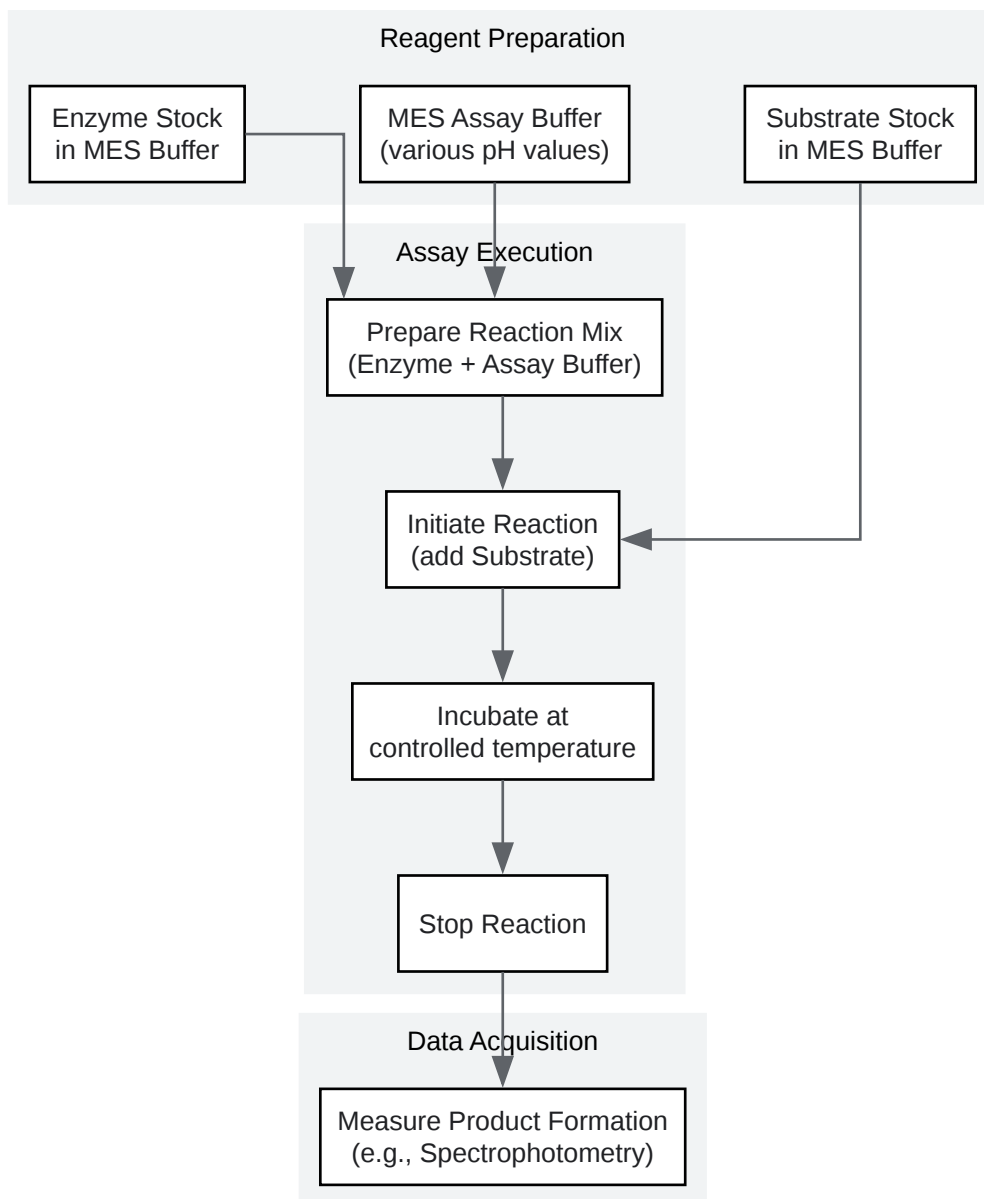 Reagent Preparation
Enzyme Stock
in MES Buffer
MES Assay Buffer
(various pH values)
Substrate Stock
in MES Buffer
Assay Execution
Prepare Reaction Mix
(Enzyme + Assay Buffer)
Initiate Reaction
(add Substrate)
Incubate at
controlled temperature
Stop Reaction
Data Acquisition
Measure Product Formation
(e.g., Spectrophotometry)